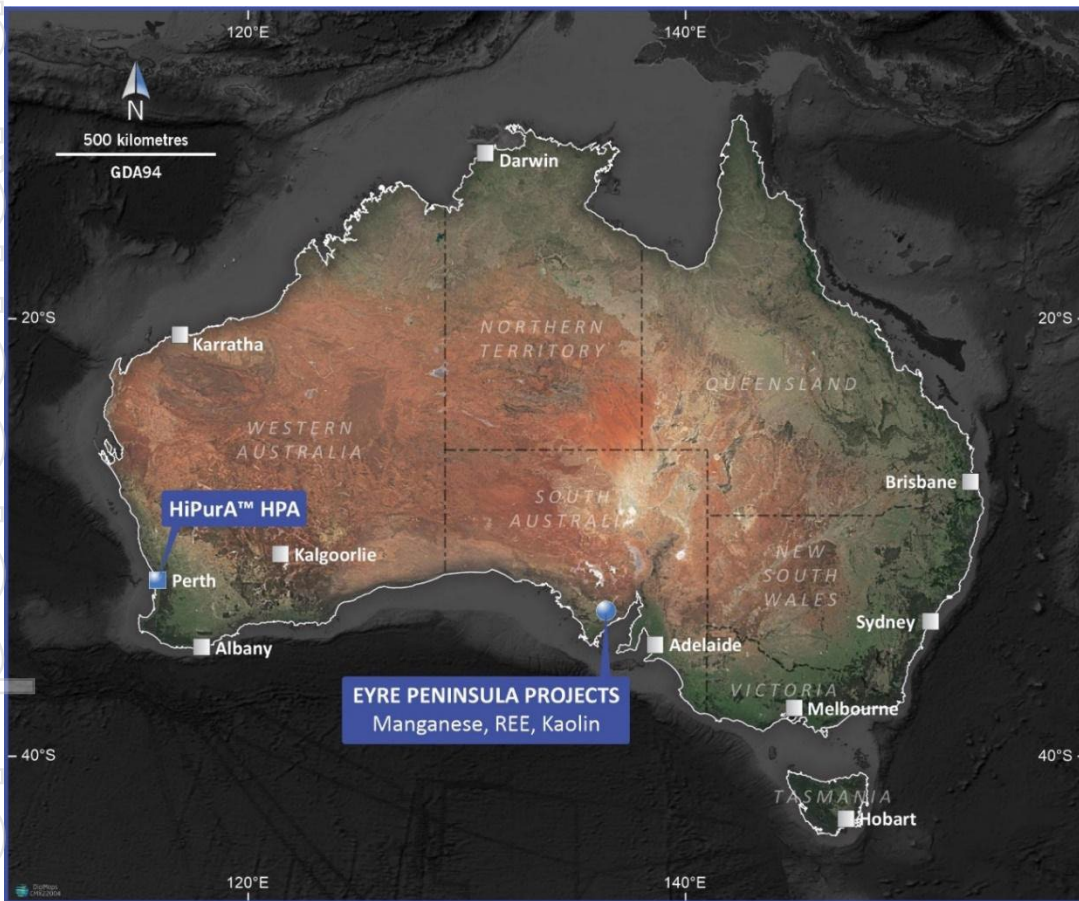 120°E
140°E
N
500 kilometres
GDA94
Darwin
20°S
20°S
Karratha
NORTHERN
TERRITORY
QUEENSLAND
WESTERN
AUSTRALIA
Brisbane
SOUTH
AUSTRALIA
HiPurA™ HPA
Kalgoorlie
NEW
SOUTH
WALES
Perth
Sydney
Albany
Adelaide
EYRE PENINSULA PROJECTS
Manganese, REE, Kaolin
VICTORIA
Melbourne
40°S
40°S
TASMANIA
Hobart
120°E
140°E
DigMaps